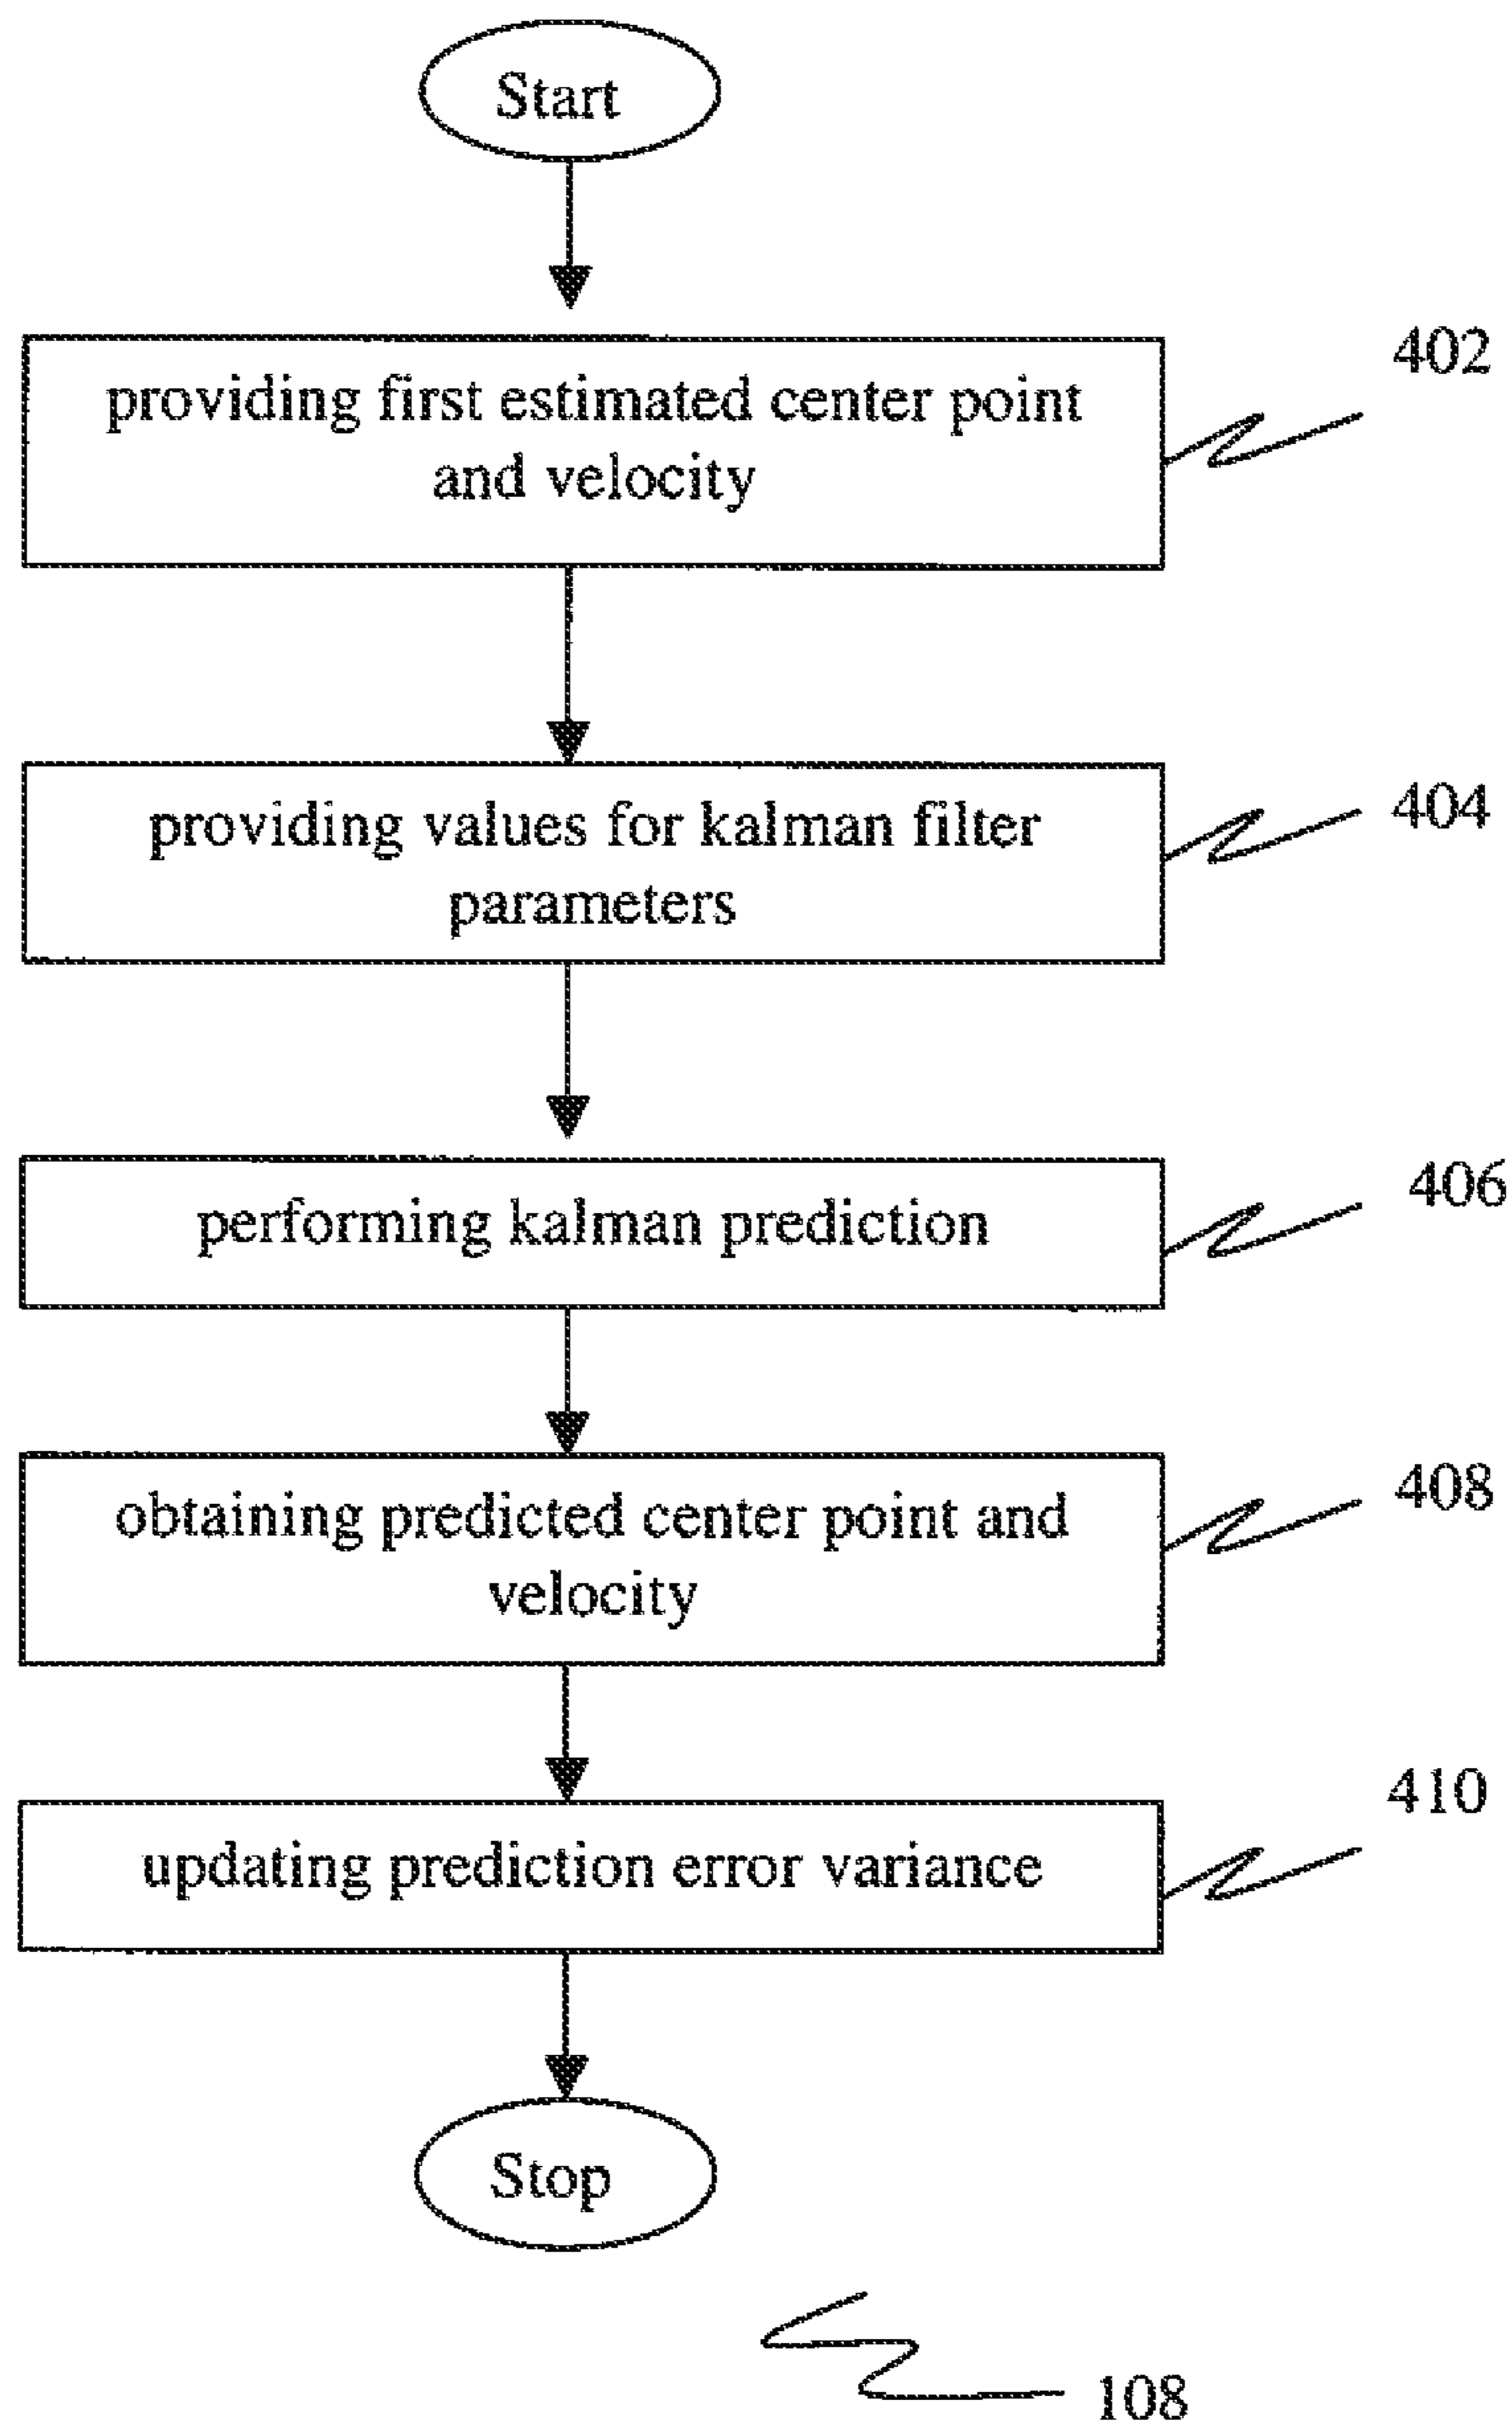 Start
402
providing first estimated center point
and velocity
404
providing values for kalman filter
parameters
406
performing kalman prediction
408
obtaining predicted center point and
velocity
410
updating prediction error variance
Stop
108